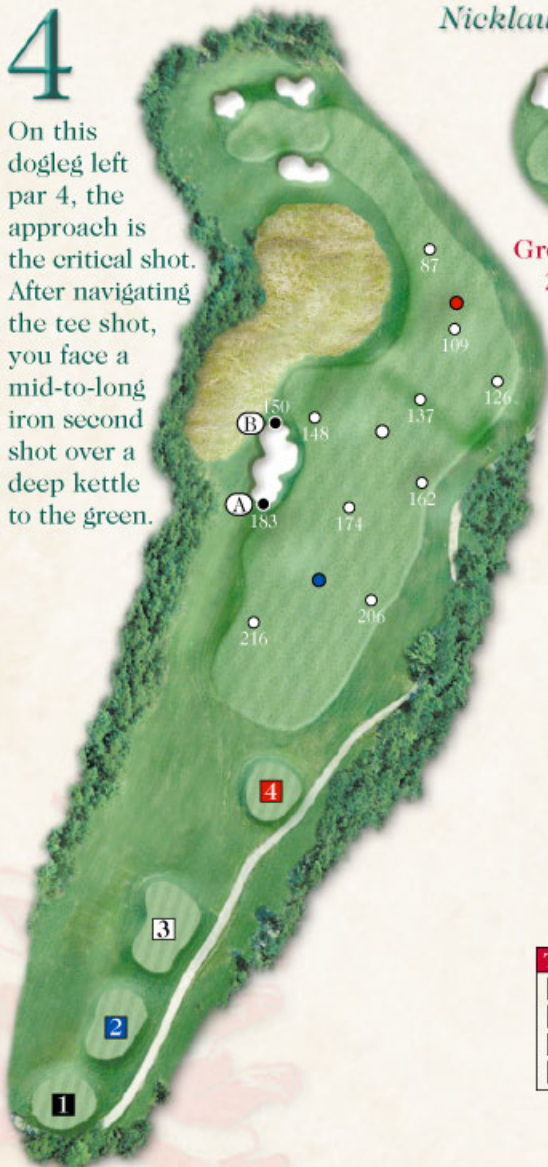 4
On this
dogleg left
par 4, the
approach is
the critical shot.
After navigating
the tee shot,
you face a
mid-to-long
iron second
shot over a
deep kettle
to the green.
87
109
126
137
150
B
148
162
A
183
174
206
216
4
3
2
1